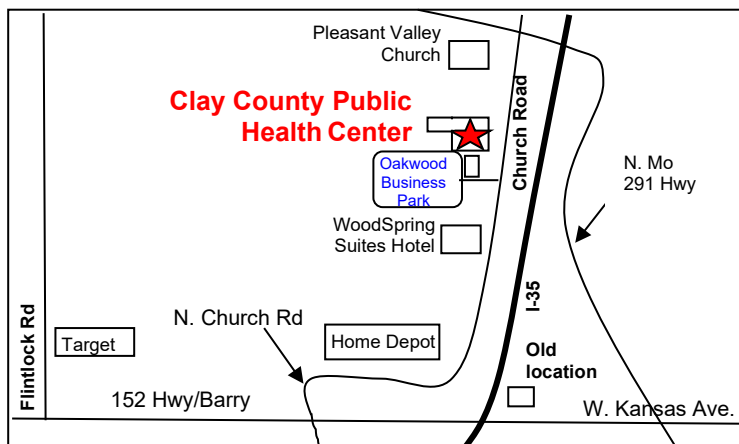 Pleasant Valley
Church
Clay County Public
Health Center
Church Road
Oakwood
Business
Park
N. Mo
291 Hwy
WoodSpring
Suites Hotel
I-35
Flintlock Rd
N. Church Rd
Target
Home Depot
Old
location
152 Hwy/Barry
W. Kansas Ave.